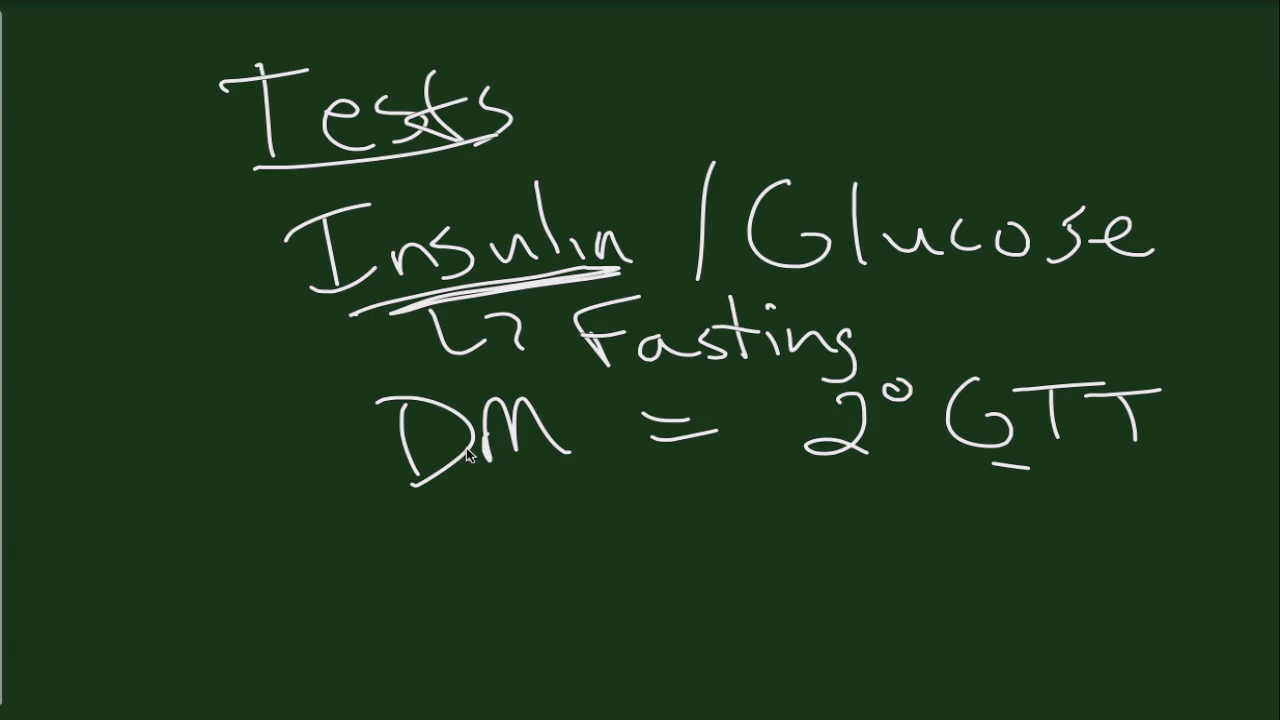 Tests
Insulin / Glucose
↳ Fasting
DM = 2° GTT